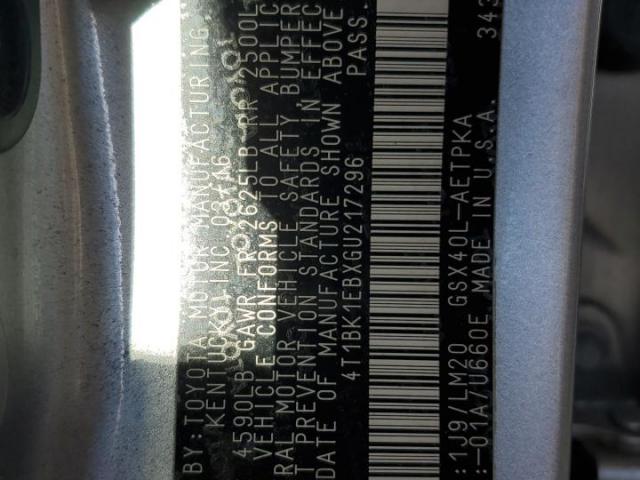 BY:TOYOTA MOTOR MANUFACTURING
KENTUCKY INC 03/16
4590LB GAWR FR 2625LB RR 2500L
VEHICLE CONFORMS TO ALL APPLIC
RAL MOTOR VEHICLE SAFETY BUMPER
T PREVENTION STANDARDS IN EFFEC
DATE OF MANUFACTURE SHOWN ABOVE
4T1BK1EBXGU217296 PASS.
:1J9/LM20 GSX40L-AETPKA
:-01A/U660E MADE IN U.S.A. 343